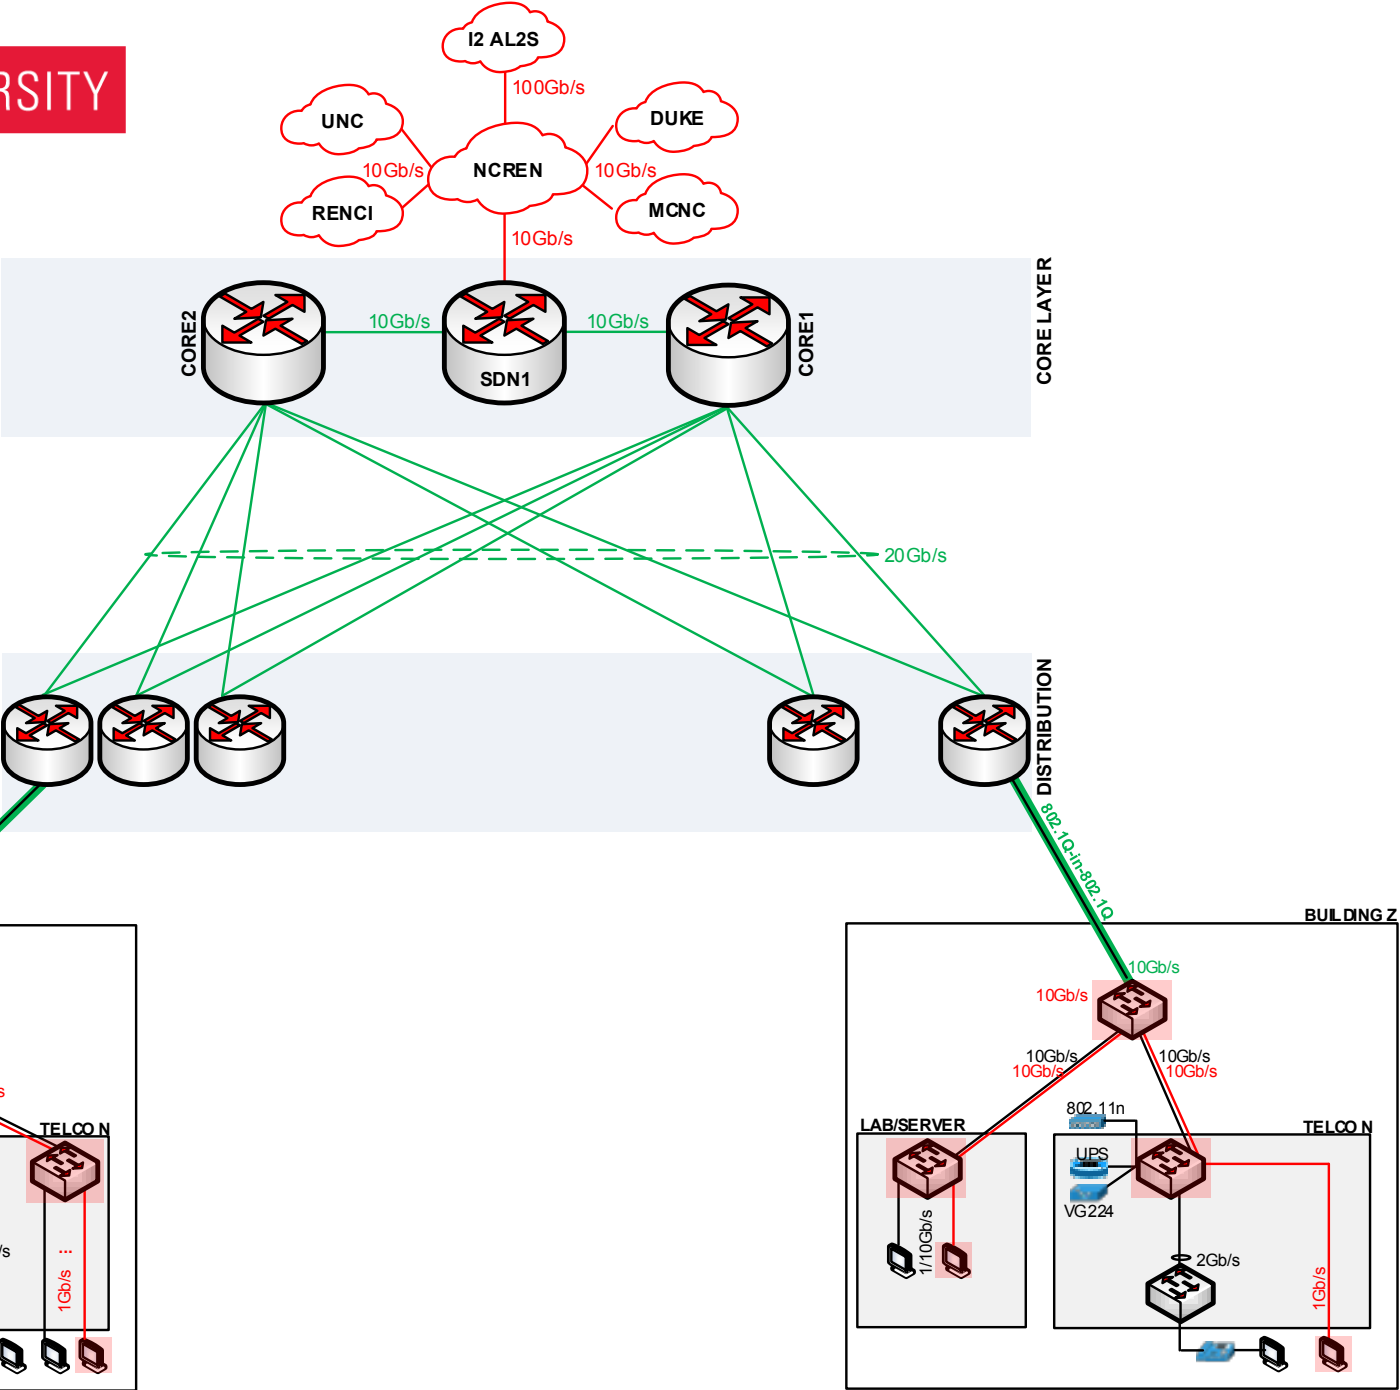 I2 AL2S
RSITY
100Gb/s
UNC
DUKE
NCREN
10Gb/s
10Gb/s
RENCI
MCNC
10Gb/s
CORE LAYER
CORE2
10Gb/s
SDN1
10Gb/s
CORE1
20Gb/s
DISTRIBUTION
802.1Q-in-802.1Q
BUILDING Z
10Gb/s
10Gb/s
10Gb/s
10Gb/s
10Gb/s
10Gb/s
s
TELCO N
/s
1Gb/s ...
LAB/SERVER
1/10Gb/s
802.11n
TELCO N
UPS
VG224
2Gb/s
1Gb/s